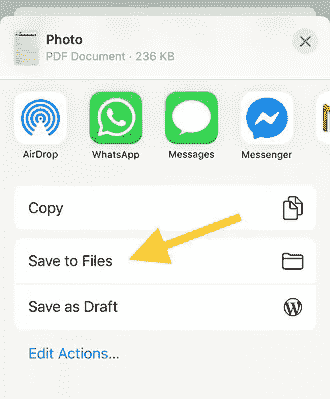 Photo
PDF Document · 236 KB
AirDrop
WhatsApp
Messages
Messenger
Copy
Save to Files
Save as Draft
Edit Actions...